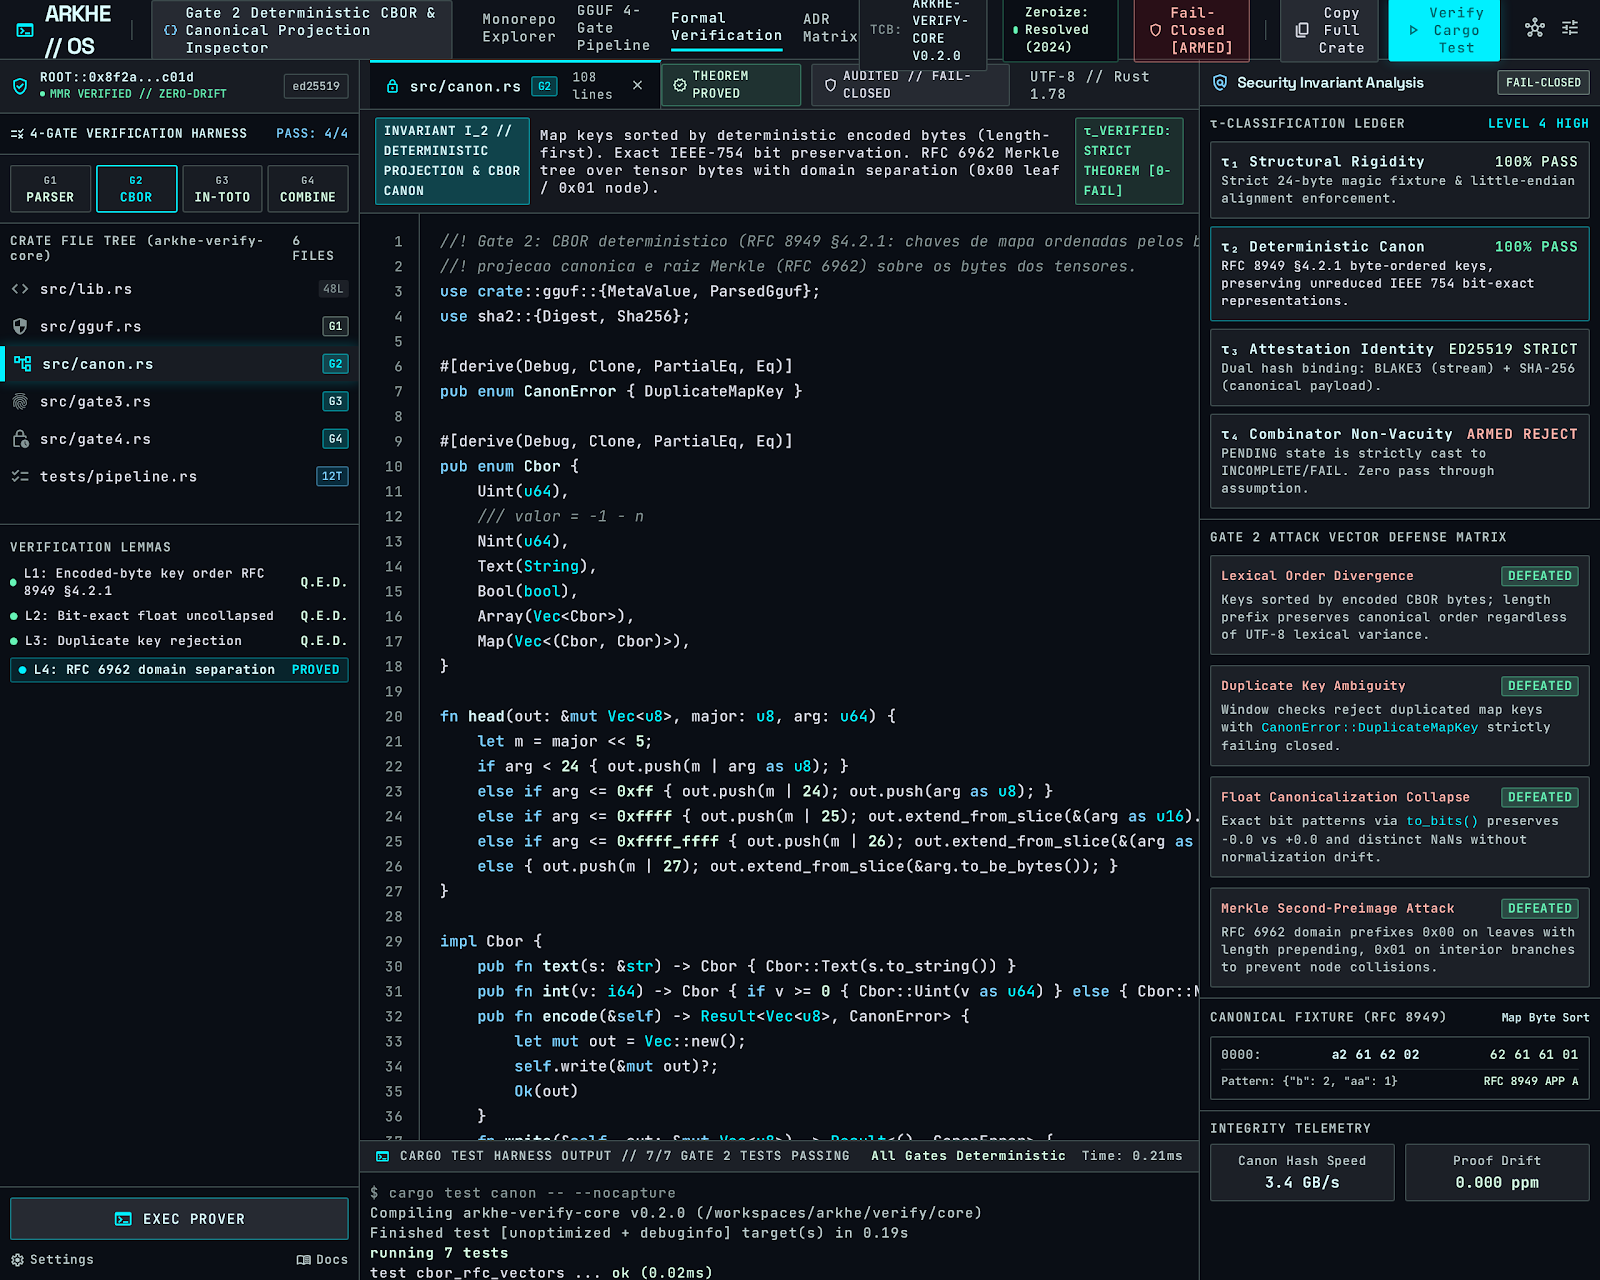 ARKHE
// OS
Gate 2 Deterministic CBOR &
Canonical Projection
Inspector
Monorepo
Explorer
GGUF 4-
Gate
Pipeline
Formal
Verification
ADR
Matrix
TCB:
ARKHE-
VERIFY-
CORE
V0.2.0
Zeroize:
Resolved
(2024)
Fail-
Closed
[ARMED]
Copy
Full
Crate
Verify
Cargo
Test
ROOT::0x8f2a...c01d
MMR VERIFIED // ZERO-DRIFT
ed25519
4-GATE VERIFICATION HARNESS
PASS: 4/4
G1
PARSER
G2
CBOR
G3
IN-TOTO
G4
COMBINE
CRATE FILE TREE (arkhe-verify-
core)
6
FILES
src/lib.rs
48L
src/gguf.rs
G1
src/canon.rs
G2
src/gate3.rs
G3
src/gate4.rs
G4
tests/pipeline.rs
12T
VERIFICATION LEMMAS
L1: Encoded-byte key order RFC
8949 §4.2.1
Q.E.D.
L2: Bit-exact float uncollapsed
Q.E.D.
L3: Duplicate key rejection
Q.E.D.
L4: RFC 6962 domain separation
PROVED
EXEC PROVER
Settings
Docs
src/canon.rs
G2
108
lines
×
THEOREM
PROVED
AUDITED // FAIL-
CLOSED
UTF-8 // Rust
1.78
INVARIANT I_2 //
DETERMINISTIC
PROJECTION & CBOR
CANON
Map keys sorted by deterministic encoded bytes (length-
first). Exact IEEE-754 bit preservation. RFC 6962 Merkle
tree over tensor bytes with domain separation (0x00 leaf
/ 0x01 node).
τ_VERIFIED:
STRICT
THEOREM [0-
FAIL]
1 //! Gate 2: CBOR deterministico (RFC 8949 §4.2.1: chaves de mapa ordenadas pelos b
2 //! projecao canonica e raiz Merkle (RFC 6962) sobre os bytes dos tensores.
3 use crate::gguf::{MetaValue, ParsedGguf};
4 use sha2::{Digest, Sha256};
5
6 #[derive(Debug, Clone, PartialEq, Eq)]
7 pub enum CanonError { DuplicateMapKey }
8
9 #[derive(Debug, Clone, PartialEq, Eq)]
10 pub enum Cbor {
11 Uint(u64),
12 /// valor = -1 - n
13 Nint(u64),
14 Text(String),
15 Bool(bool),
16 Array(Vec<Cbor>),
17 Map(Vec<(Cbor, Cbor)>),
18 }
19
20 fn head(out: &mut Vec<u8>, major: u8, arg: u64) {
21 let m = major << 5;
22 if arg < 24 { out.push(m | arg as u8); }
23 else if arg <= 0xff { out.push(m | 24); out.push(arg as u8); }
24 else if arg <= 0xffff { out.push(m | 25); out.extend_from_slice(&(arg as u16).
25 else if arg <= 0xffff_ffff { out.push(m | 26); out.extend_from_slice(&(arg as
26 else { out.push(m | 27); out.extend_from_slice(&arg.to_be_bytes()); }
27 }
28
29 impl Cbor {
30 pub fn text(s: &str) -> Cbor { Cbor::Text(s.to_string()) }
31 pub fn int(v: i64) -> Cbor { if v >= 0 { Cbor::Uint(v as u64) } else { Cbor::N
32 pub fn encode(&self) -> Result<Vec<u8>, CanonError> {
33 let mut out = Vec::new();
34 self.write(&mut out)?;
35 Ok(out)
36 }
37 fn write(&self, out: &mut Vec<u8>) -> Result<(), CanonError> {
CARGO TEST HARNESS OUTPUT // 7/7 GATE 2 TESTS PASSING
All Gates Deterministic
Time: 0.21ms
$ cargo test canon -- --nocapture
Compiling arkhe-verify-core v0.2.0 (/workspaces/arkhe/verify/core)
Finished test [unoptimized + debuginfo] target(s) in 0.19s
running 7 tests
test cbor_rfc_vectors ... ok (0.02ms)
Security Invariant Analysis
FAIL-CLOSED
τ-CLASSIFICATION LEDGER
LEVEL 4 HIGH
τ₁ Structural Rigidity
100% PASS
Strict 24-byte magic fixture & little-endian
alignment enforcement.
τ₂ Deterministic Canon
100% PASS
RFC 8949 §4.2.1 byte-ordered keys,
preserving unreduced IEEE 754 bit-exact
representations.
τ₃ Attestation Identity
ED25519 STRICT
Dual hash binding: BLAKE3 (stream) + SHA-256
(canonical payload).
τ₄ Combinator Non-Vacuity
ARMED REJECT
PENDING state is strictly cast to
INCOMPLETE/FAIL. Zero pass through
assumption.
GATE 2 ATTACK VECTOR DEFENSE MATRIX
Lexical Order Divergence
DEFEATED
Keys sorted by encoded CBOR bytes; length
prefix preserves canonical order regardless
of UTF-8 lexical variance.
Duplicate Key Ambiguity
DEFEATED
Window checks reject duplicated map keys
with CanonError::DuplicateMapKey strictly
failing closed.
Float Canonicalization Collapse
DEFEATED
Exact bit patterns via to_bits() preserves
-0.0 vs +0.0 and distinct NaNs without
normalization drift.
Merkle Second-Preimage Attack
DEFEATED
RFC 6962 domain prefixes 0x00 on leaves with
length prepending, 0x01 on interior branches
to prevent node collisions.
CANONICAL FIXTURE (RFC 8949)
Map Byte Sort
0000:
a2 61 62 02
62 61 61 01
Pattern: {"b": 2, "aa": 1}
RFC 8949 APP A
INTEGRITY TELEMETRY
Canon Hash Speed
3.4 GB/s
Proof Drift
0.000 ppm